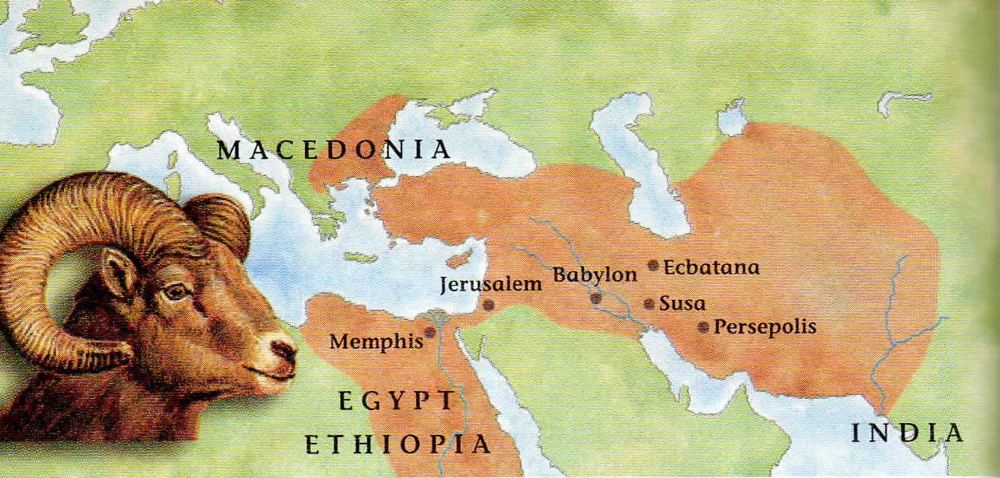 MACEDONIA
Jerusalem
Babylon
Ecbatana
Susa
Persepolis
Memphis
EGYPT
ETHIOPIA
INDIA